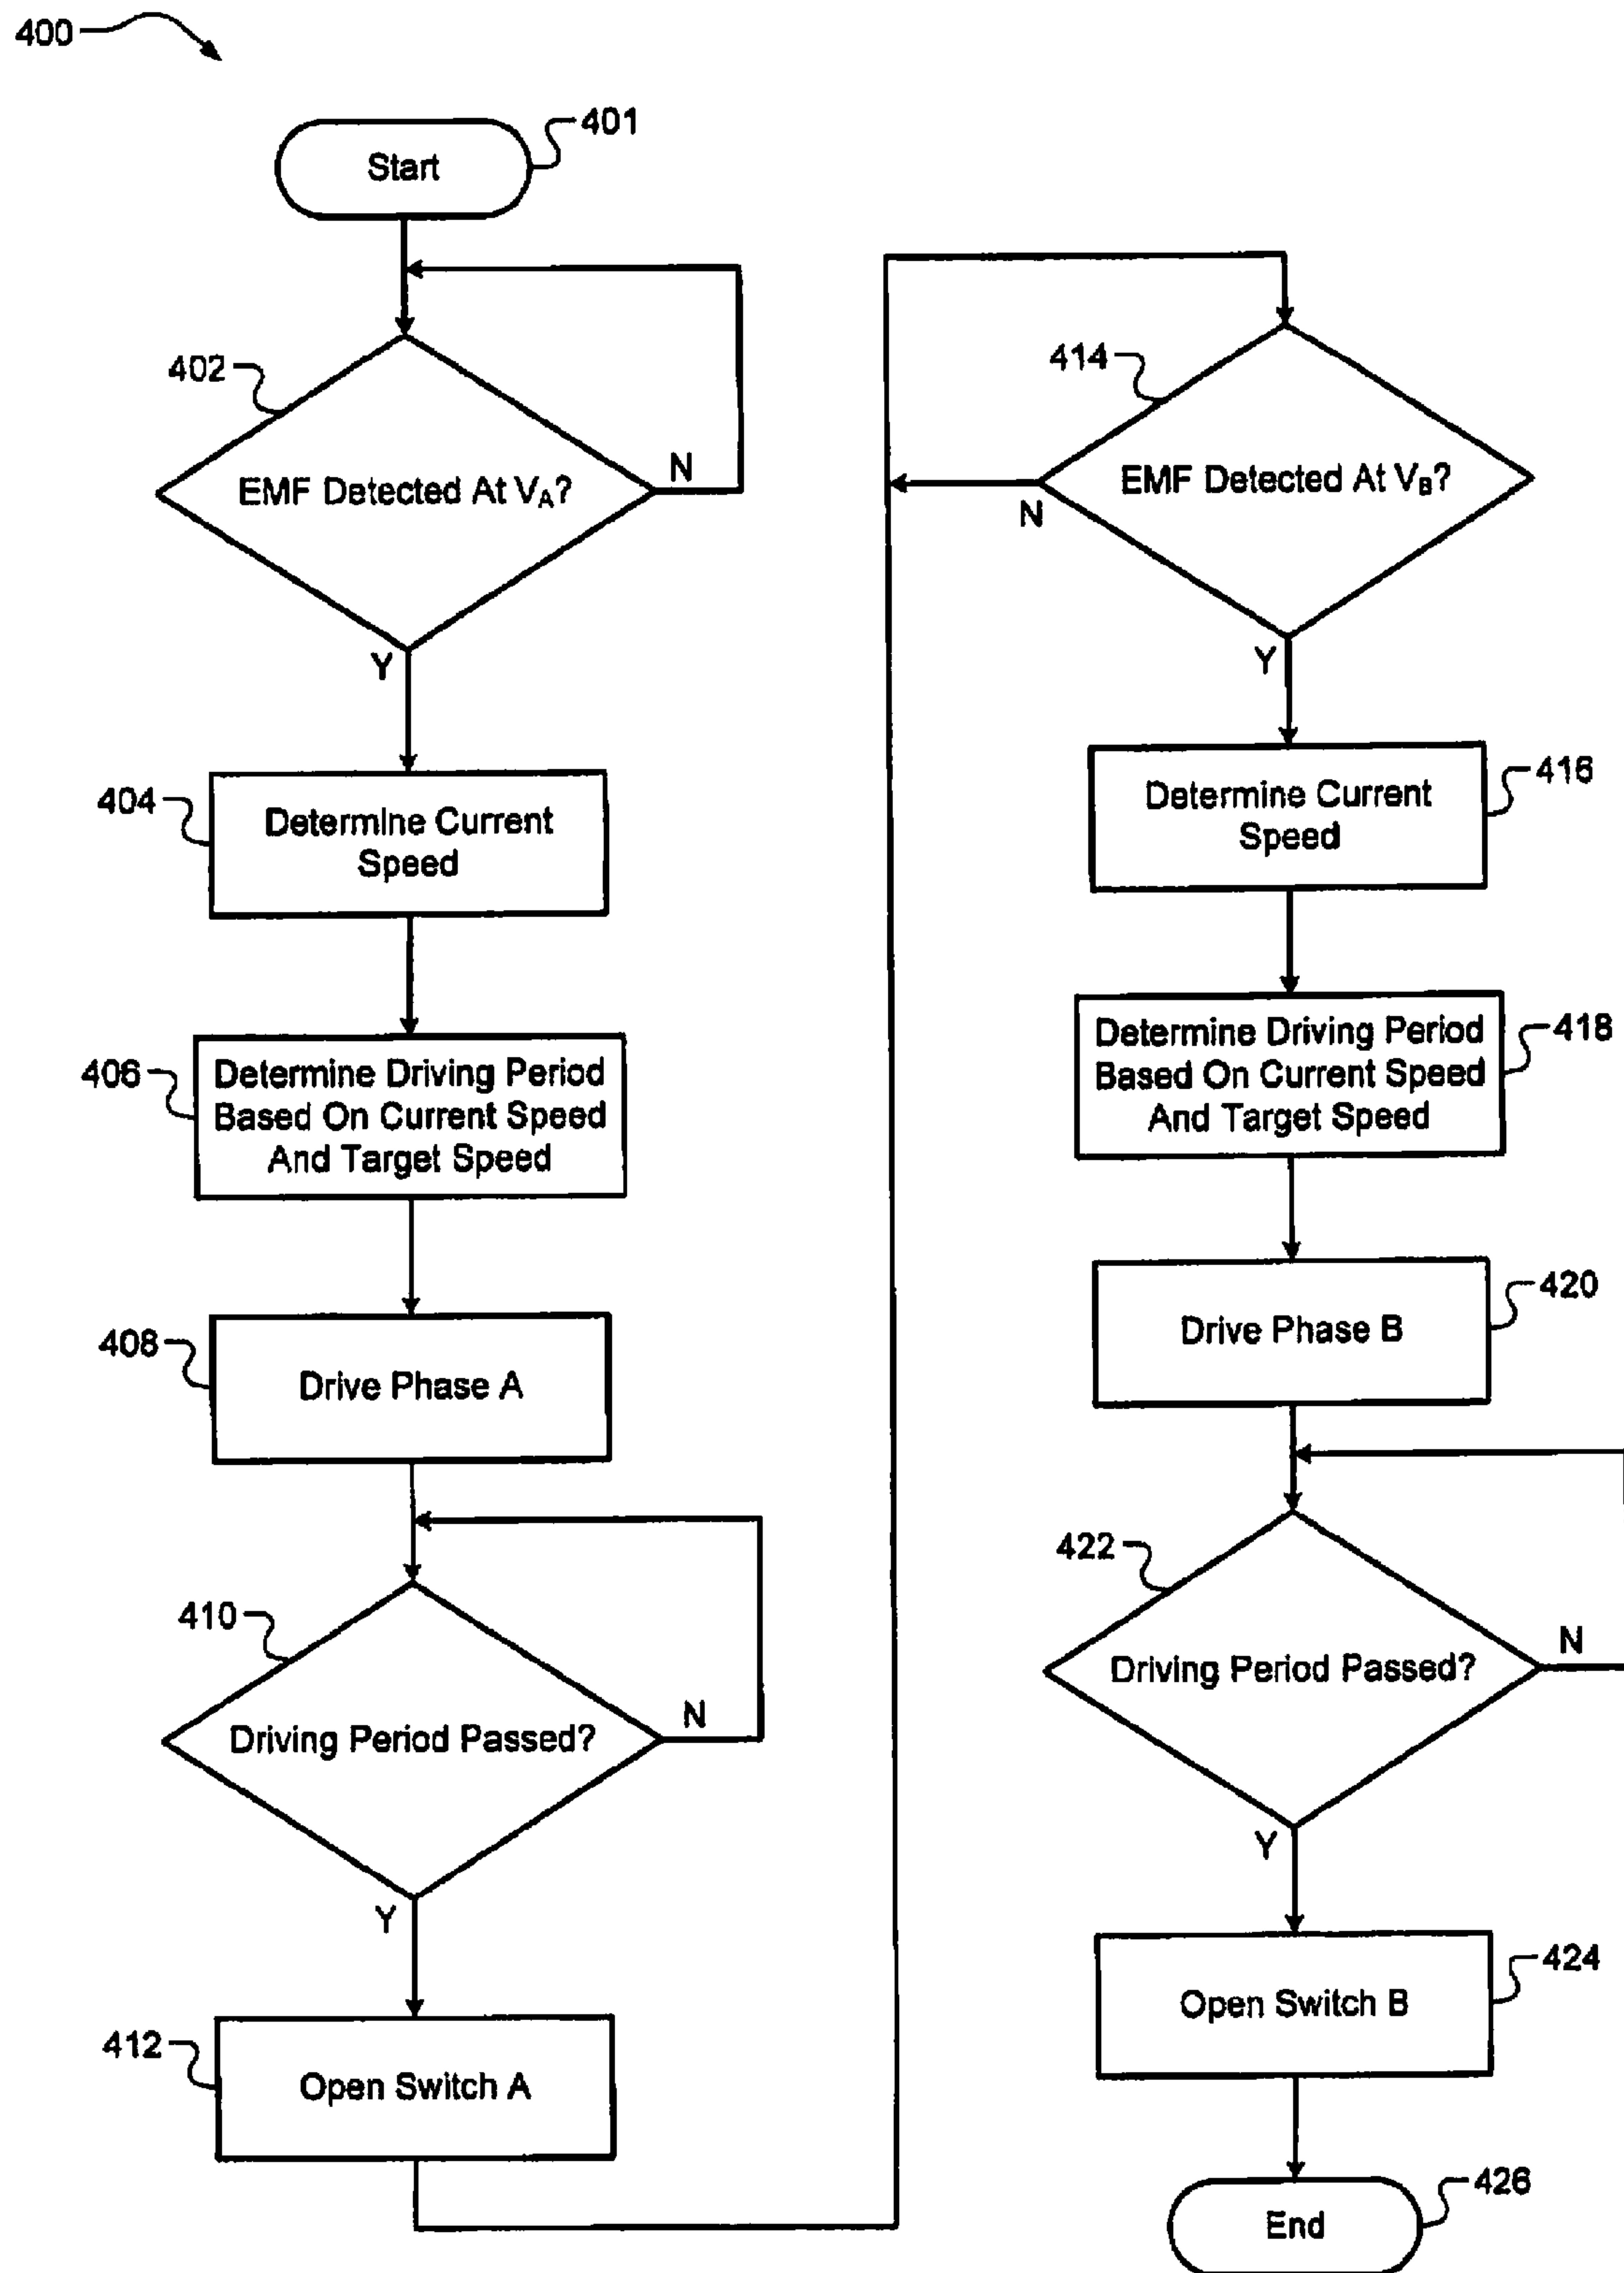 400
Start
401
402
EMF Detected At VA?
N
Y
404
Determine Current
Speed
406
Determine Driving Period
Based On Current Speed
And Target Speed
408
Drive Phase A
410
Driving Period Passed?
N
Y
412
Open Switch A
414
EMF Detected At VB?
N
Y
416
Determine Current
Speed
418
Determine Driving Period
Based On Current Speed
And Target Speed
420
Drive Phase B
422
Driving Period Passed?
N
Y
424
Open Switch B
426
End